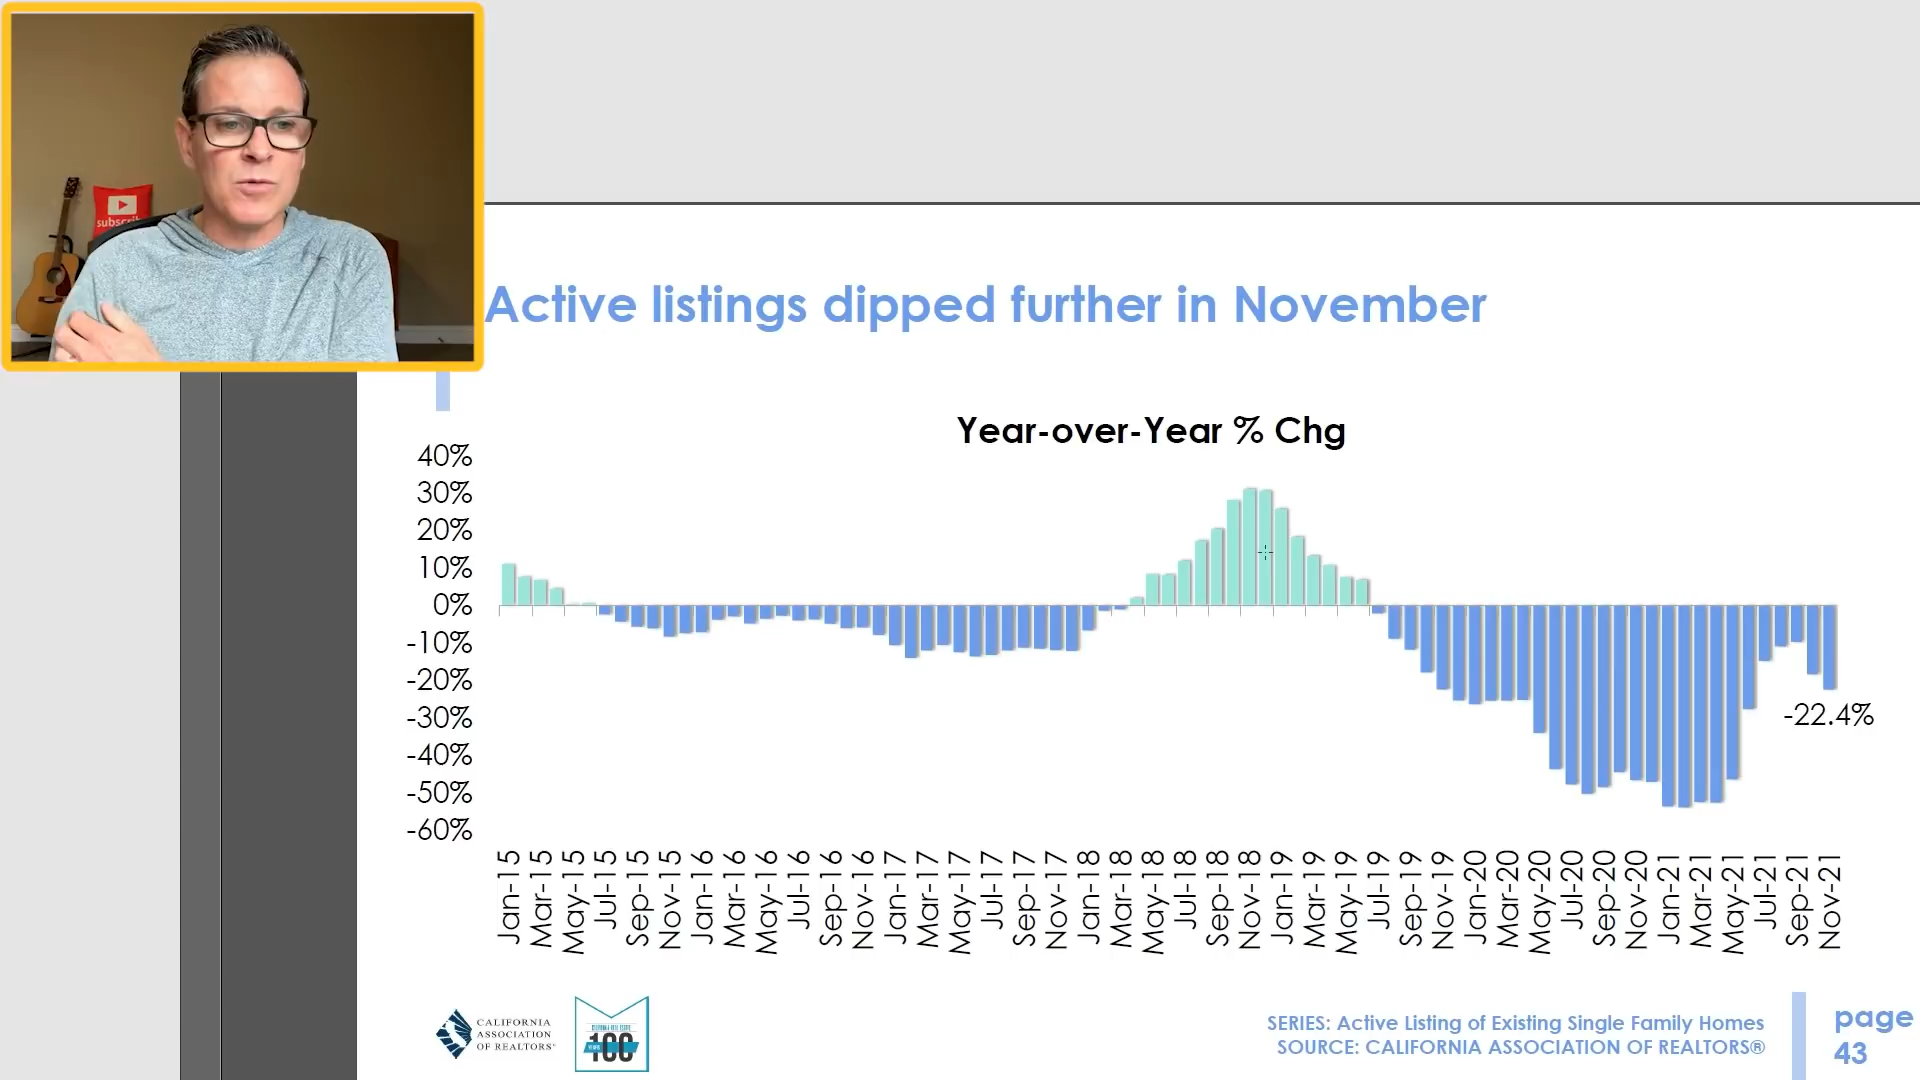 subscrib
Active listings dipped further in November
Year-over-Year % Chg
40%
30%
20%
10%
0%
-10%
-20%
-30%
-40%
-50%
-60%
-22.4%
Jan-15
Mar-15
May-15
Jul-15
Sep-15
Nov-15
Jan-16
Mar-16
May-16
Jul-16
Sep-16
Nov-16
Jan-17
Mar-17
May-17
Jul-17
Sep-17
Nov-17
Jan-18
Mar-18
May-18
Jul-18
Sep-18
Nov-18
Jan-19
Mar-19
May-19
Jul-19
Sep-19
Nov-19
Jan-20
Mar-20
May-20
Jul-20
Sep-20
Nov-20
Jan-21
Mar-21
May-21
Jul-21
Sep-21
Nov-21
CALIFORNIA
ASSOCIATION
OF REALTORS®
100
SERIES: Active Listing of Existing Single Family Homes
SOURCE: CALIFORNIA ASSOCIATION OF REALTORS®
page
43